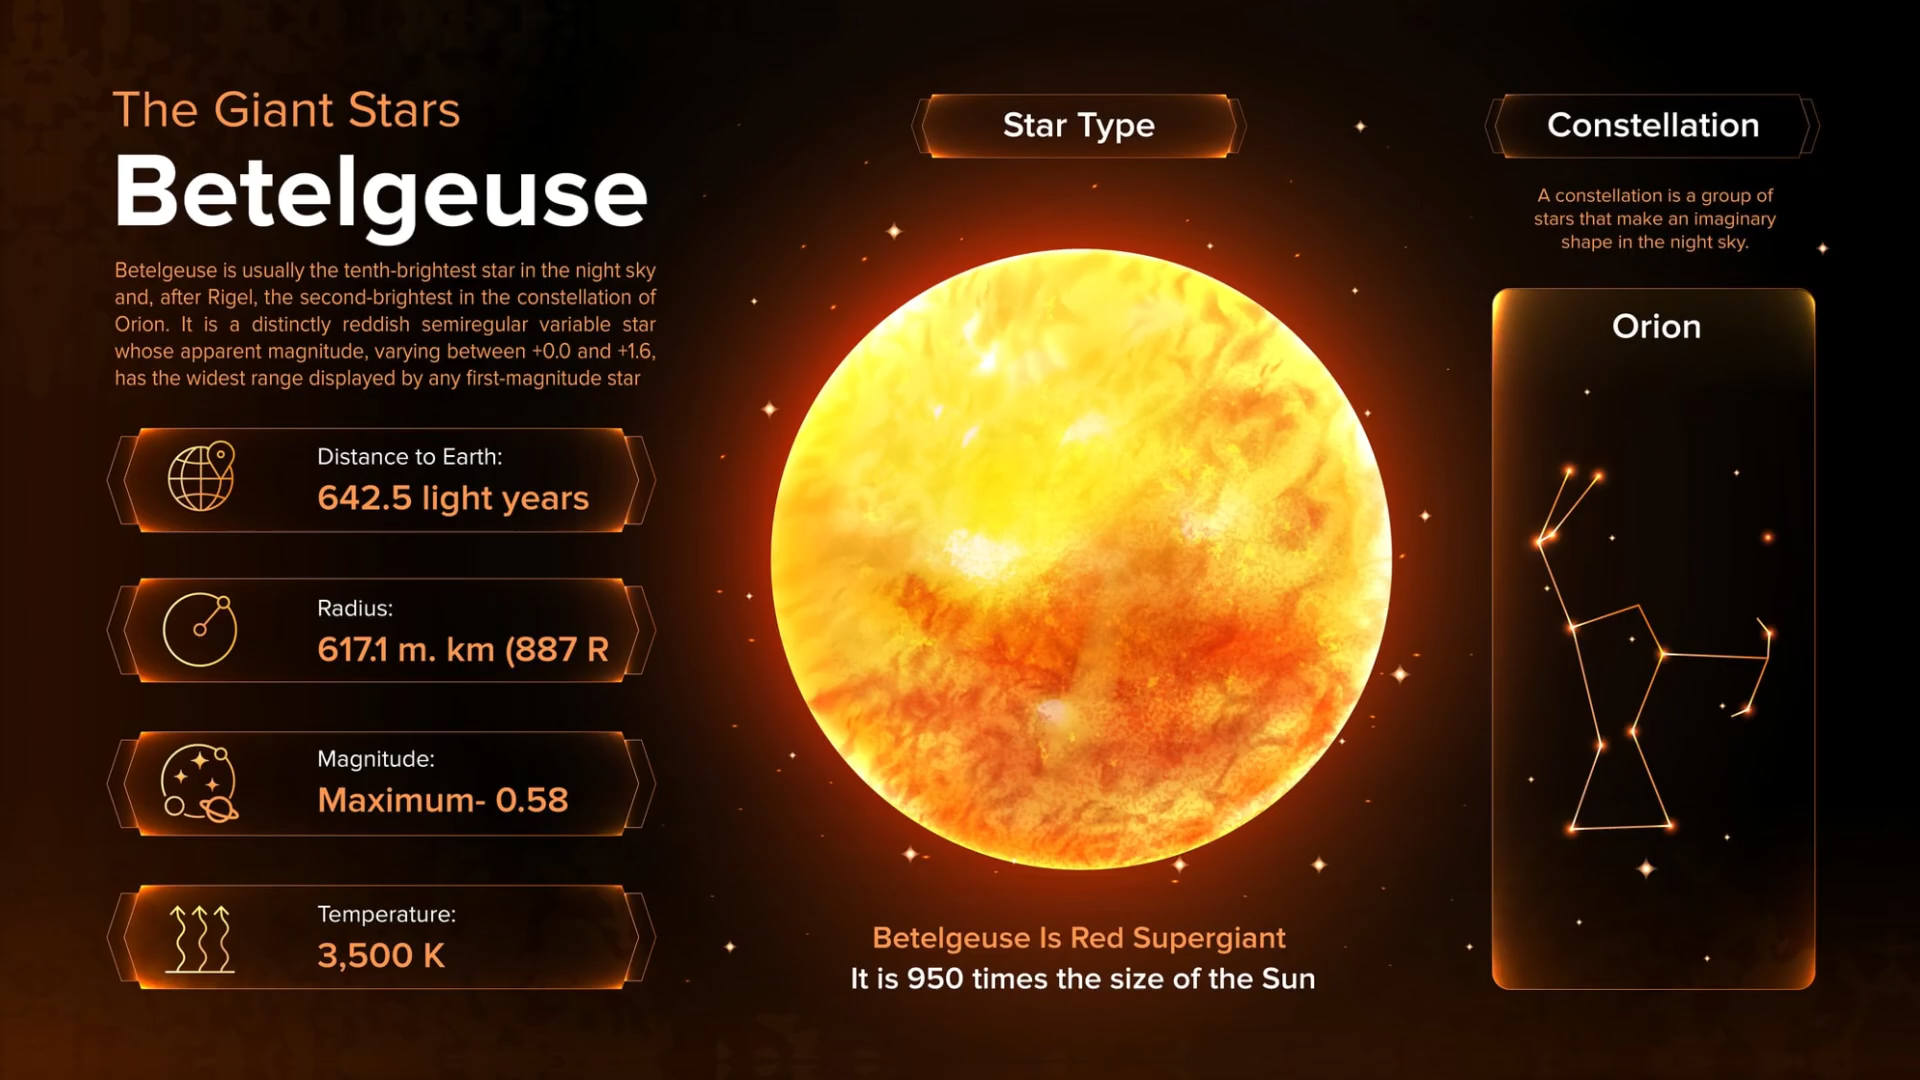 The Giant Stars
Betelgeuse
Betelgeuse is usually the tenth-brightest star in the night sky
and, after Rigel, the second-brightest in the constellation of
Orion. It is a distinctly reddish semiregular variable star
whose apparent magnitude, varying between +0.0 and +1.6,
has the widest range displayed by any first-magnitude star
Distance to Earth:
642.5 light years
Radius:
617.1 m. km (887 R
Magnitude:
Maximum- 0.58
Temperature:
3,500 K
Star Type
Betelgeuse Is Red Supergiant
It is 950 times the size of the Sun
Constellation
A constellation is a group of
stars that make an imaginary
shape in the night sky.
Orion